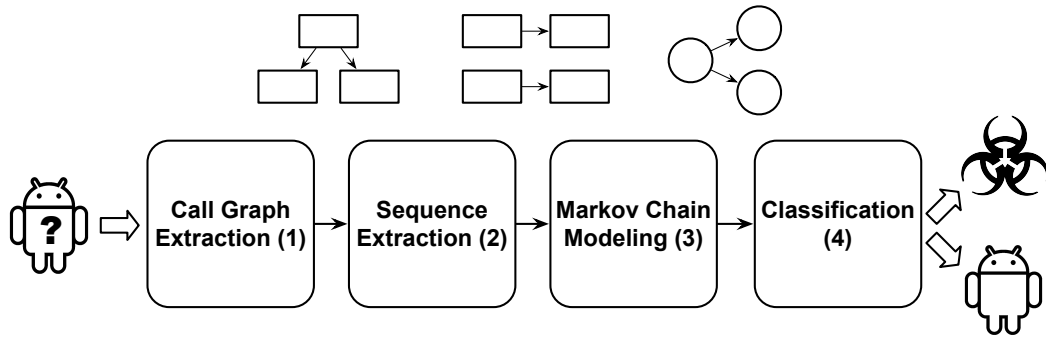 ?
Call Graph
Extraction (1)
Sequence
Extraction (2)
Markov Chain
Modeling (3)
Classification
(4)